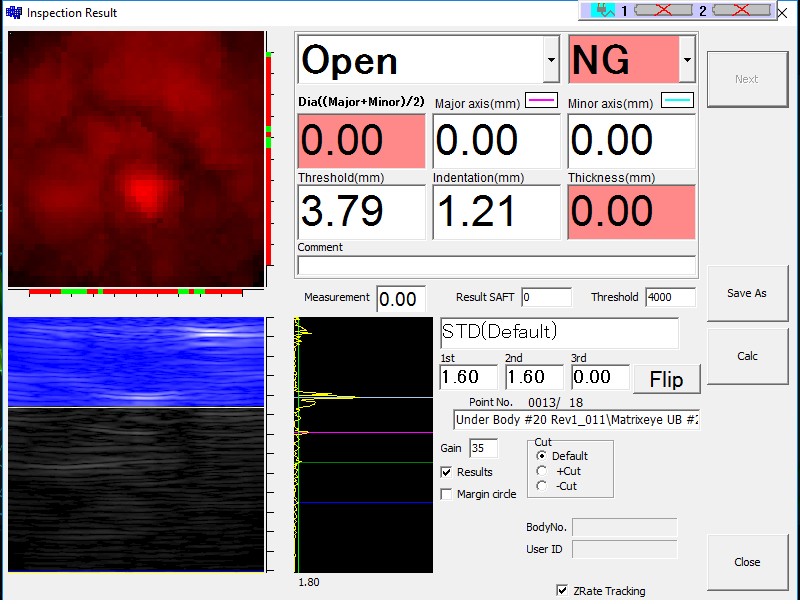 Inspection Result
1 2
Open NG
Next
Dia((Major+Minor)/2) Major axis(mm) Minor axis(mm)
0.00 0.00 0.00
Threshold(mm) Indentation(mm) Thickness(mm)
3.79 1.21 0.00
Comment
Measurement 0.00 Result SAFT 0 Threshold 4000
Save As
STD(Default)
1st 2nd 3rd
1.60 1.60 0.00 Flip
Calc
Point No. 0013/ 18
Under Body #20 Rev1_011\Matrixeye UB #2
Gain 35
Cut
Default
+Cut
-Cut
Results
Margin circle
BodyNo.
User ID
Close
1.80
ZRate Tracking